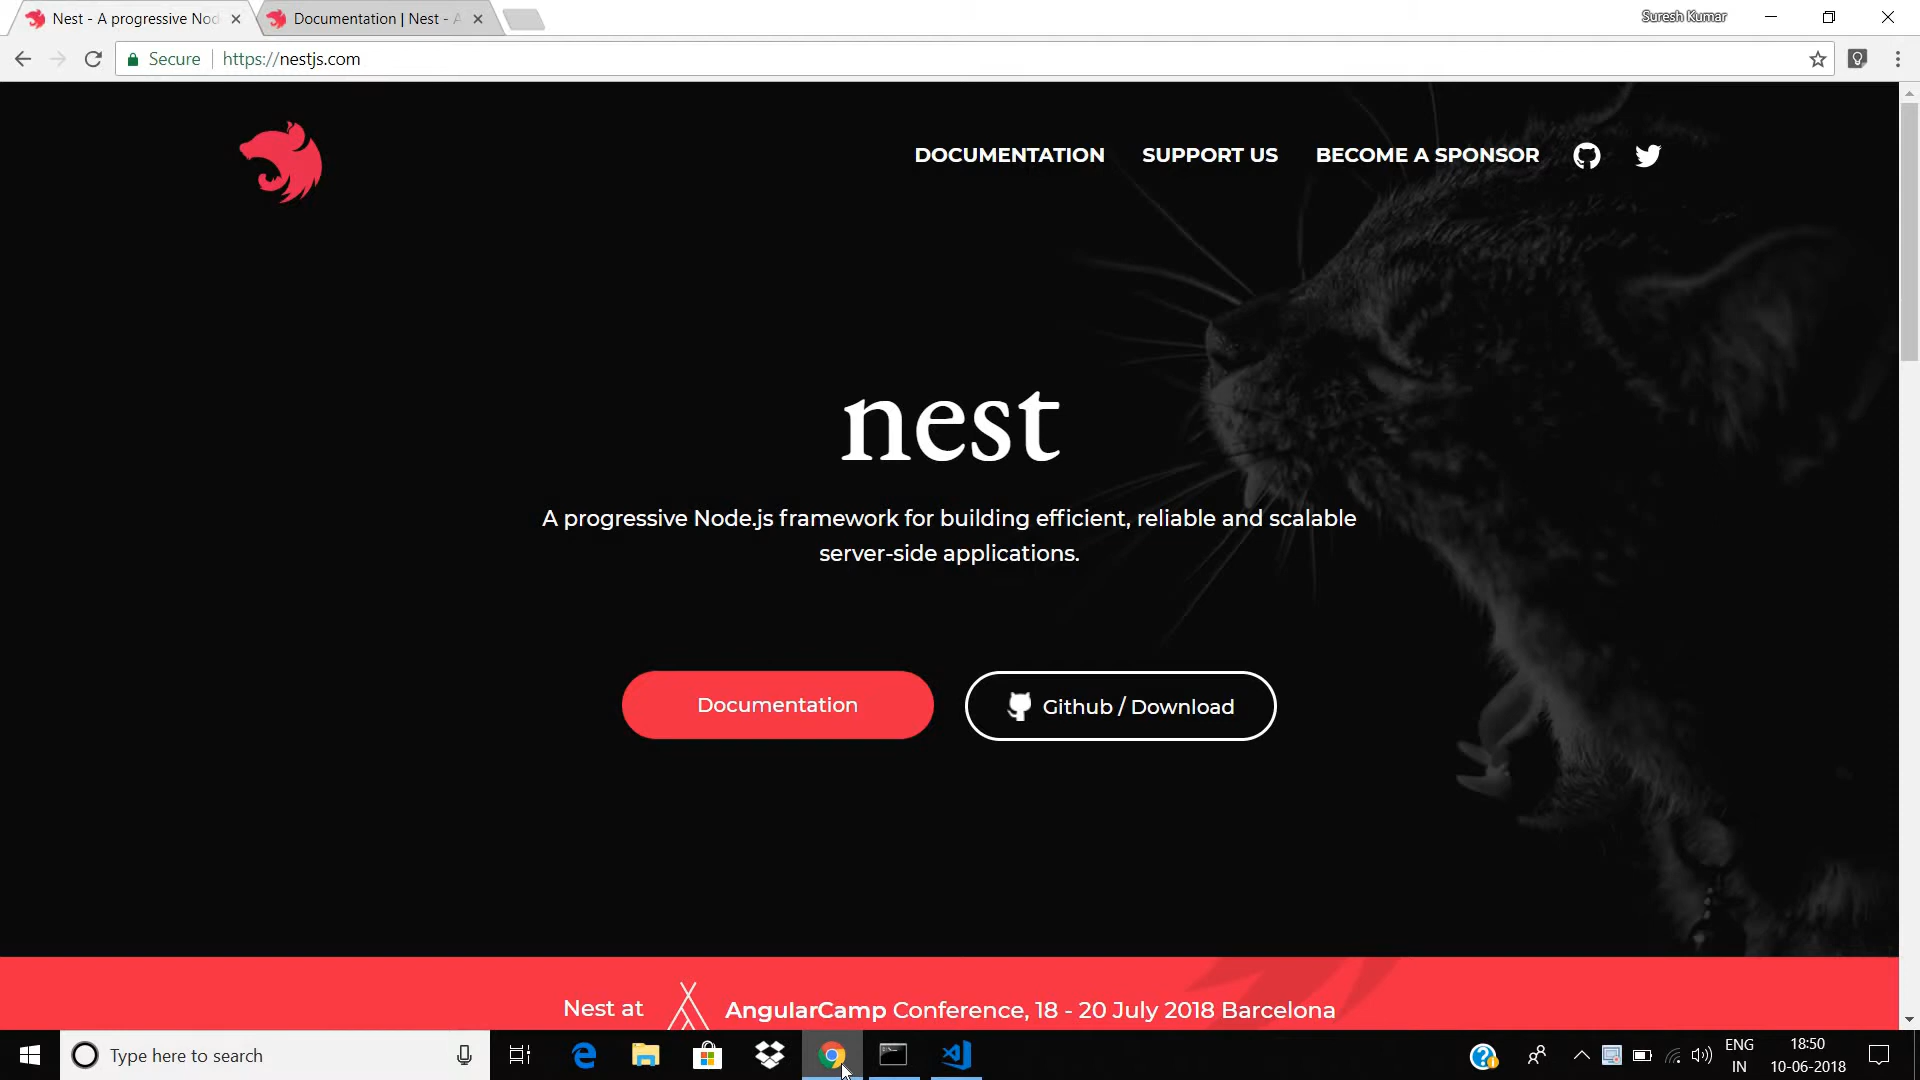 Nest - A progressive Nod
Documentation | Nest - A
Suresh Kumar
Secure
https://nestjs.com
DOCUMENTATION
SUPPORT US
BECOME A SPONSOR
nest
A progressive Node.js framework for building efficient, reliable and scalable
server-side applications.
Documentation
Github / Download
Nest at
AngularCamp Conference, 18 - 20 July 2018 Barcelona
Type here to search
ENG
IN
18:50
10-06-2018